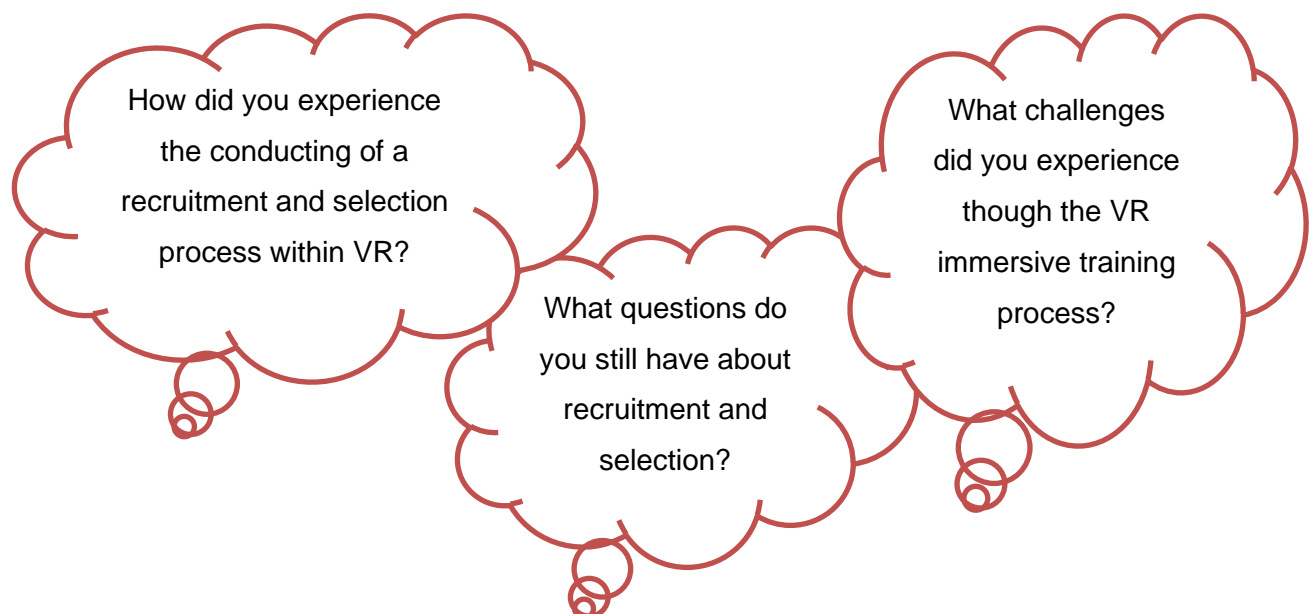 How did you experience
the conducting of a
recruitment and selection
process within VR?
What questions do
you still have about
recruitment and
selection?
What challenges
did you experience
though the VR
immersive training
process?